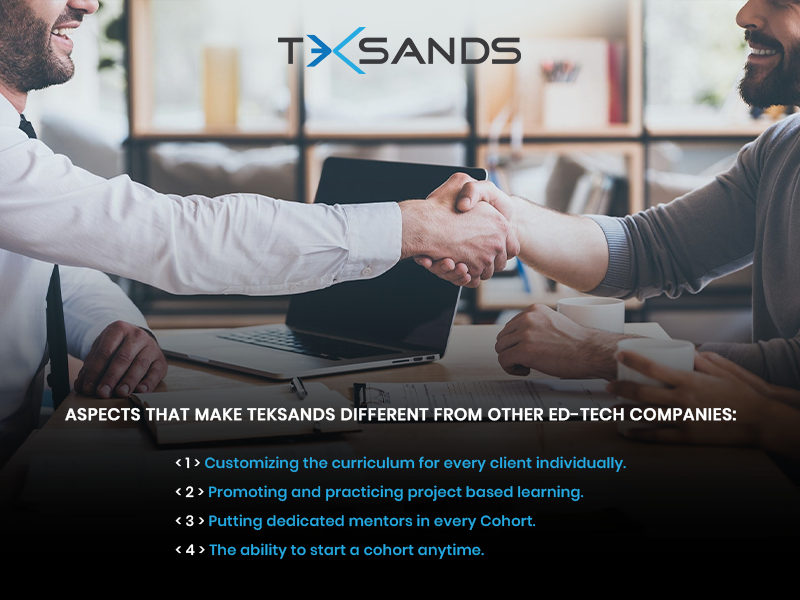 TEKSANDS
ASPECTS THAT MAKE TEKSANDS DIFFERENT FROM OTHER ED-TECH COMPANIES:
< 1 > Customizing the curriculum for every client individually.
< 2 > Promoting and practicing project based learning.
< 3 > Putting dedicated mentors in every Cohort.
< 4 > The ability to start a cohort anytime.